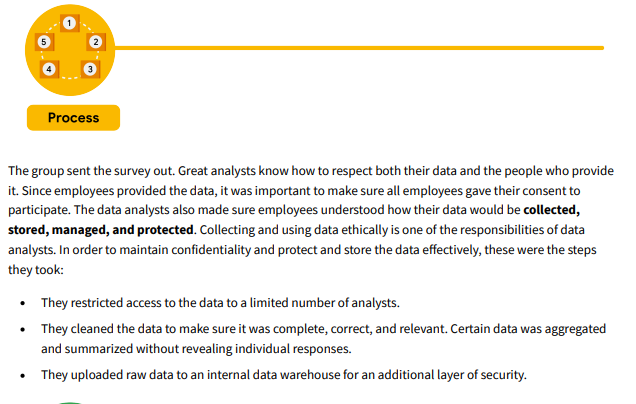 1
5 2
4 3
Process
The group sent the survey out. Great analysts know how to respect both their data and the people who provide
it. Since employees provided the data, it was important to make sure all employees gave their consent to
participate. The data analysts also made sure employees understood how their data would be collected,
stored, managed, and protected. Collecting and using data ethically is one of the responsibilities of data
analysts. In order to maintain confidentiality and protect and store the data effectively, these were the steps
they took:
• They restricted access to the data to a limited number of analysts.
• They cleaned the data to make sure it was complete, correct, and relevant. Certain data was aggregated
and summarized without revealing individual responses.
• They uploaded raw data to an internal data warehouse for an additional layer of security.